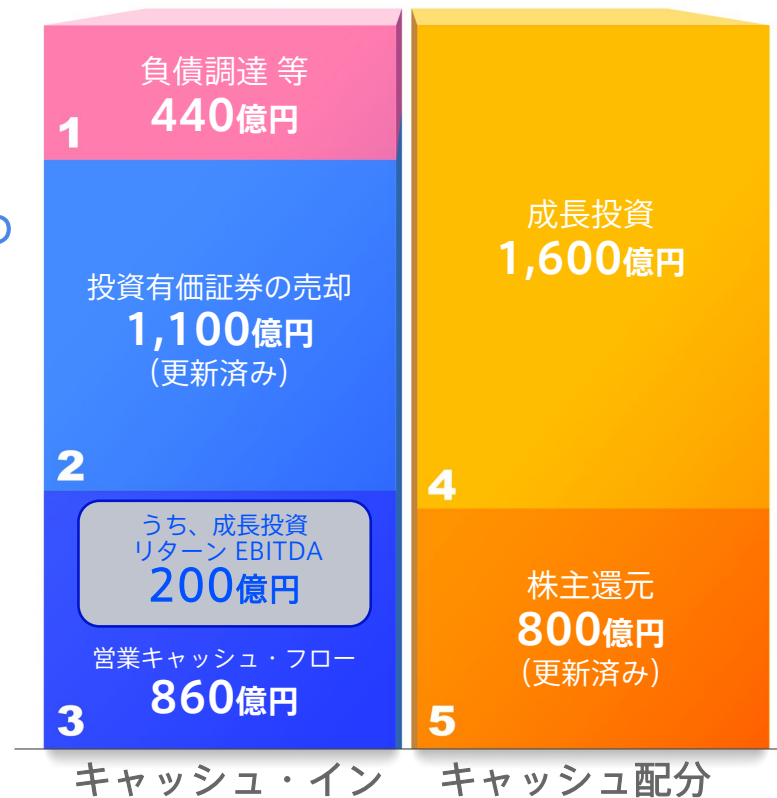 負債調達 等
440億円
1
投資有価証券の売却
1,100億円
(更新済み)
2
うち、成長投資
リターン EBITDA
200億円
営業キャッシュ・フロー
860億円
3
成長投資
1,600億円
4
株主還元
800億円
(更新済み)
5
キャッシュ・イン
キャッシュ配分